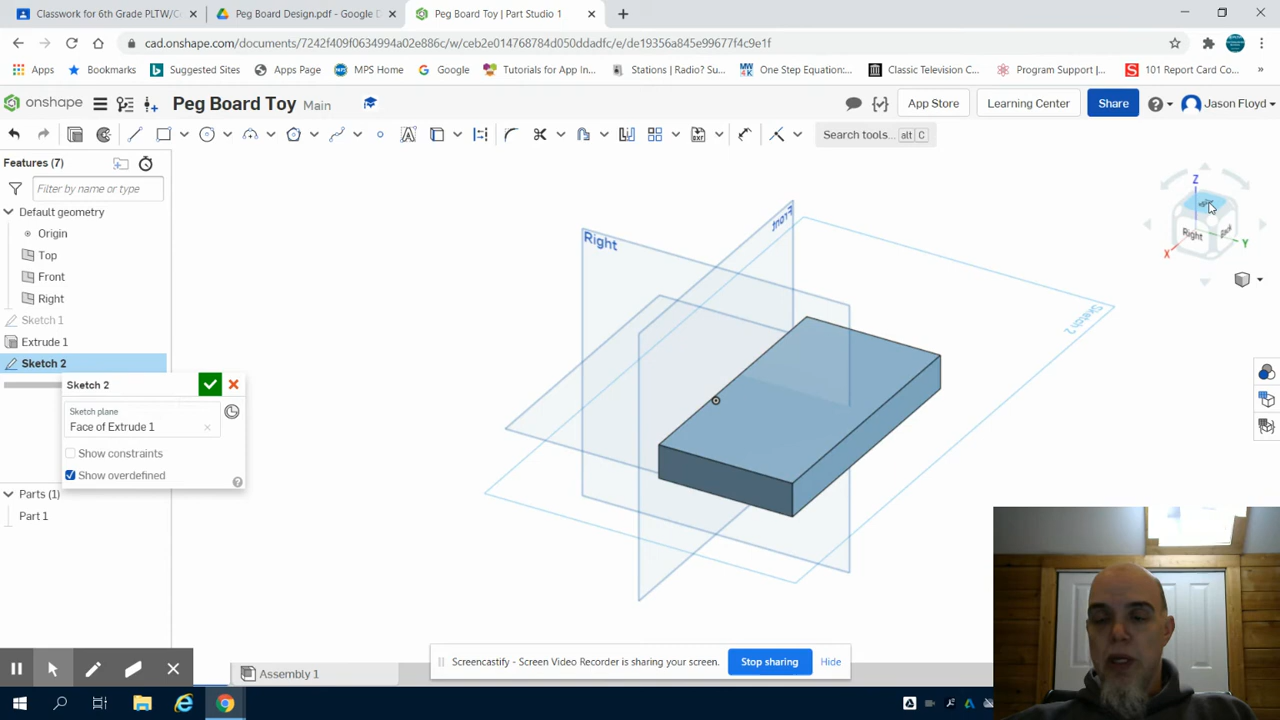 Classwork for 6th Grade PLTW/C
Peg Board Design.pdf - Google D
Peg Board Toy | Part Studio 1
cad.onshape.com/documents/7242f409f0634994a02e886c/w/ceb2e014768784d050ddadfc/e/de19356a845e99677f4c9e1f
Apps
Bookmarks
Suggested Sites
Apps Page
MPS Home
Google
Tutorials for App In...
Stations | Radio? Su...
One Step Equation:...
Classic Television C...
Program Support |...
101 Report Card Co...
onshape
Peg Board Toy Main
App Store
Learning Center
Share
Jason Floyd
Search tools... alt C
Features (7)
Filter by name or type
Default geometry
Origin
Top
Front
Right
Sketch 1
Extrude 1
Sketch 2
Sketch 2
Sketch plane
Face of Extrude 1
Show constraints
Show overdefined
Parts (1)
Part 1
Right
Front
Sketch 2
Z
Right
Back
X
Y
Screencastify - Screen Video Recorder is sharing your screen.
Stop sharing
Hide
Assembly 1